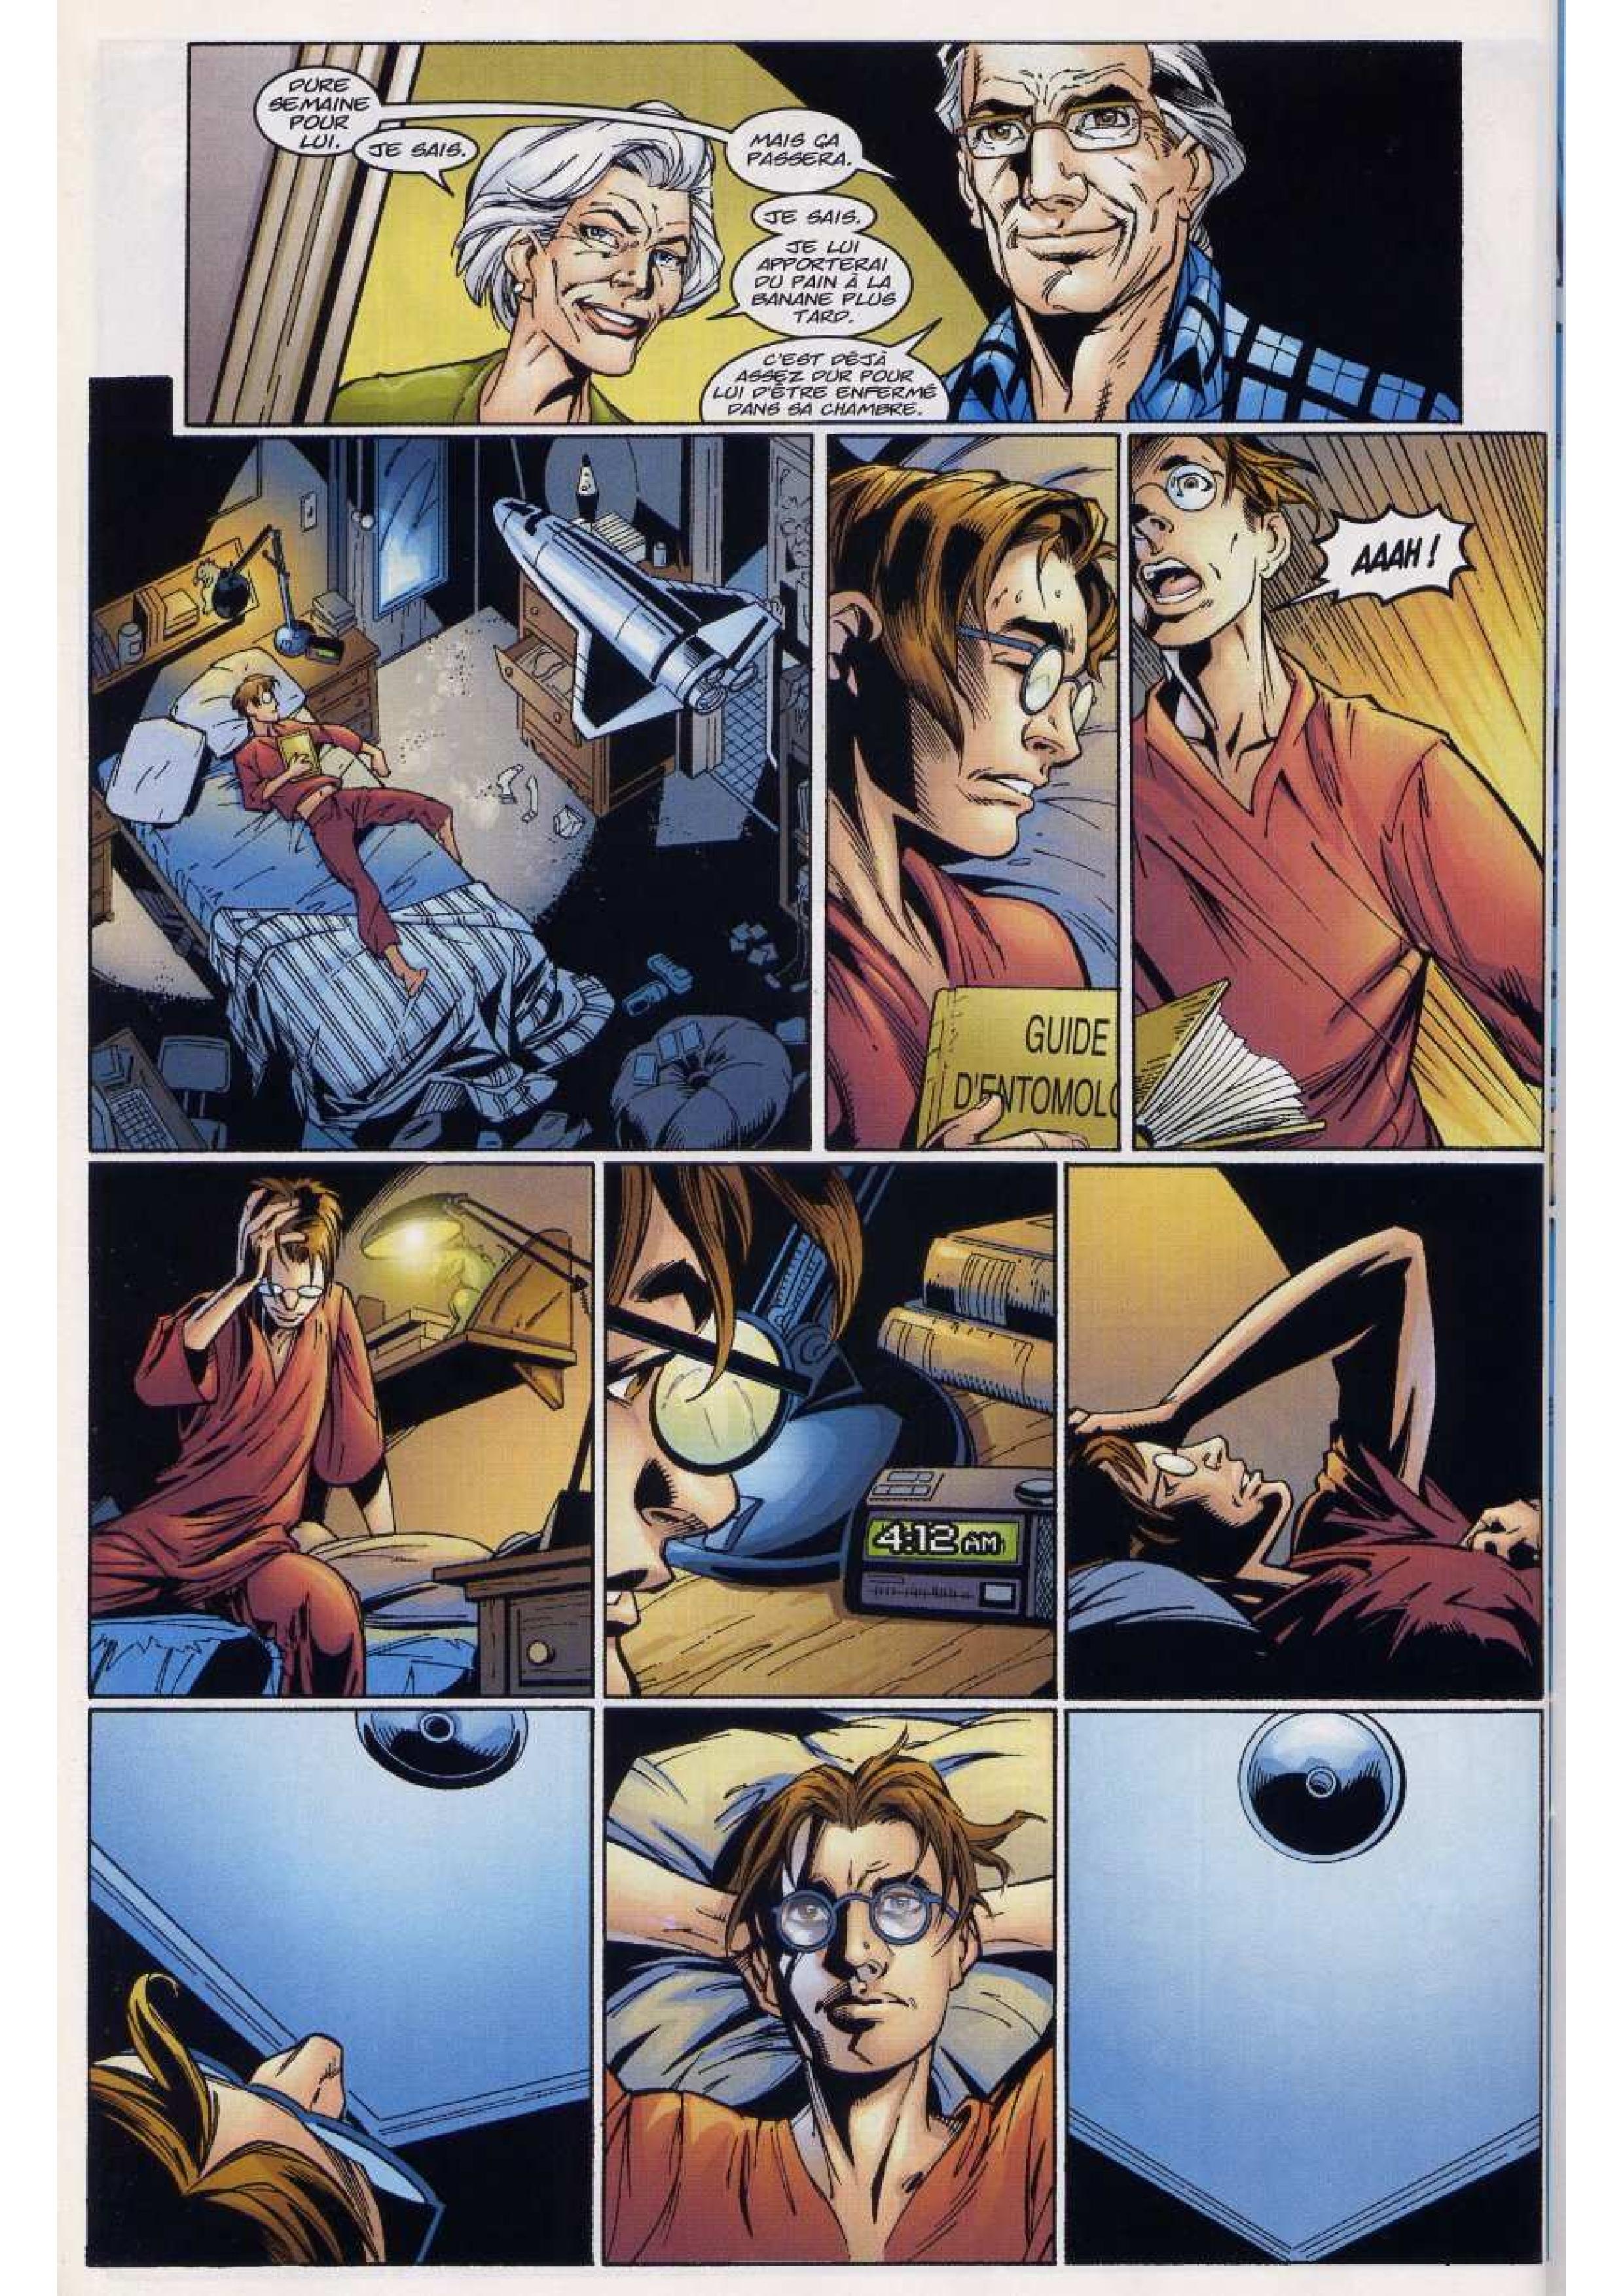 DURE
SEMAINE
POUR
LUI.
JE SAIS.
MAIS ÇA
PASSERA.
JE SAIS.
JE LUI
APPORTERAI
DU PAIN À LA
BANANE PLUS
TARD.
C'EST DÉJÀ
ASSEZ DUR POUR
LUI D'ÊTRE ENFERMÉ
DANS SA CHAMBRE.
GUIDE
D'ENTOMOLO
AAAH !
4:12 AM